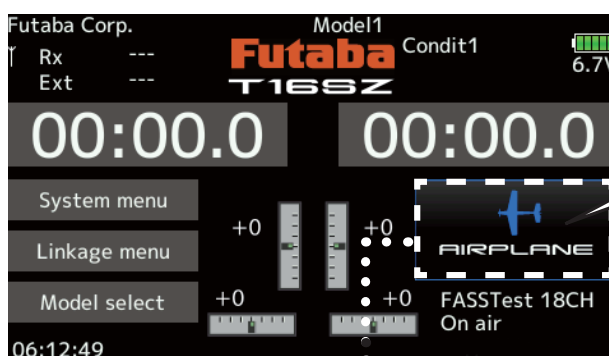 Futaba Corp.
Model1
Rx ---
Ext ---
Futaba
T16SZ
Condit1
6.7V
00:00.0
00:00.0
System menu
Linkage menu
Model select
+0
+0
+0
+0
AIRPLANE
FASSTest 18CH
On air
06:12:49